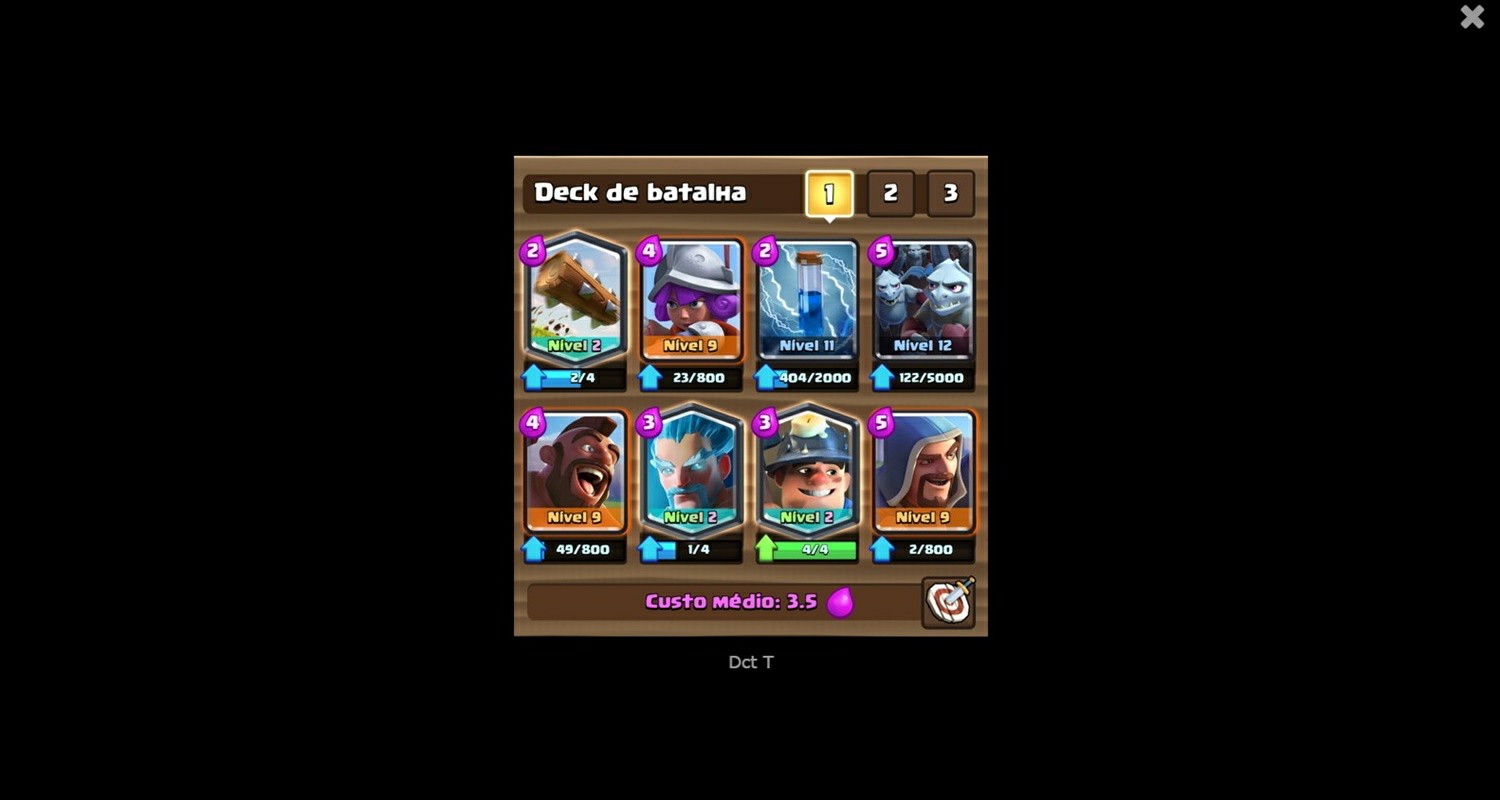 Deck de batalha 1 2 3
2 4 2 5
Nível 2 Nível 9 Nível 11 Nível 12
2/4 23/800 404/2000 122/5000
4 3 3 5
Nível 9 Nível 2 Nível 2 Nível 9
49/800 1/4 4/4 2/800
Custo médio: 3.5
Dct T